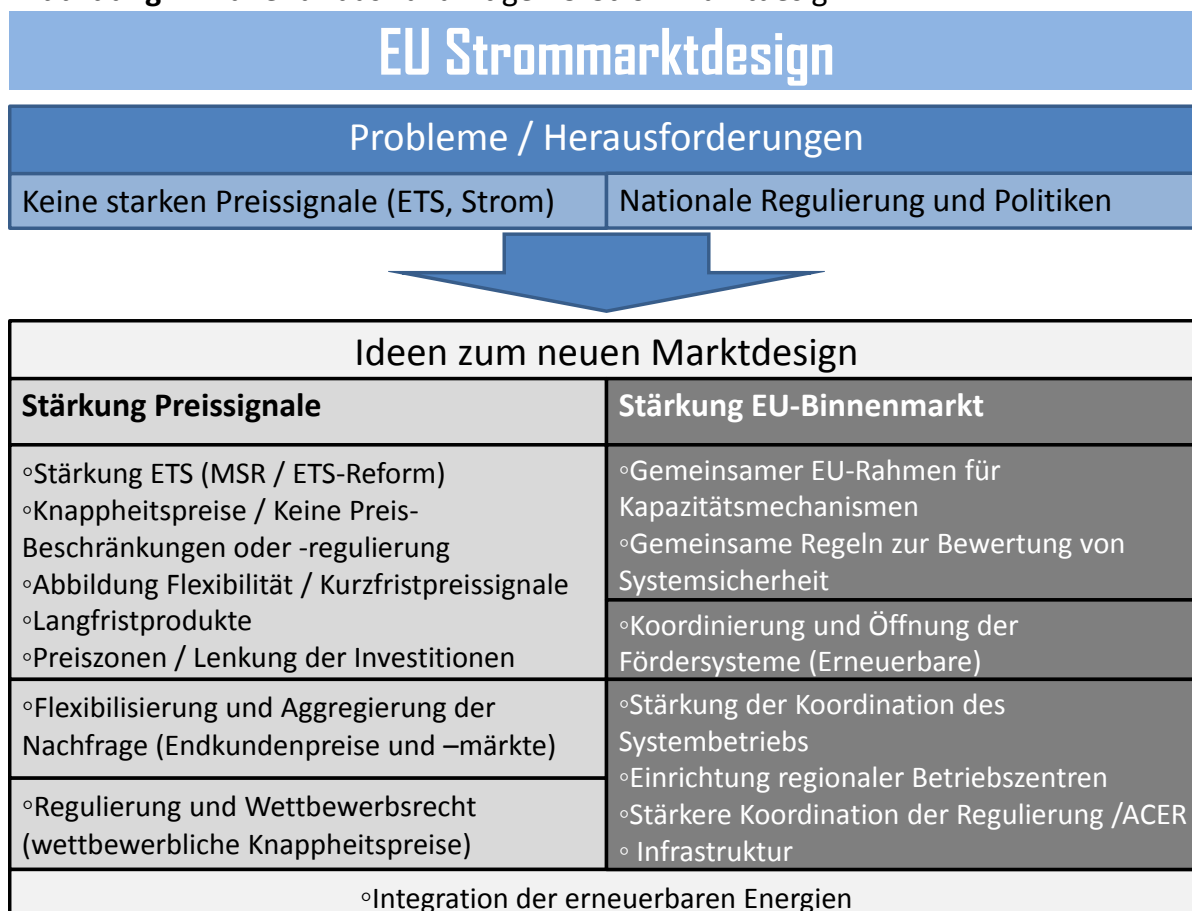 EU Strommarktdesign
Probleme / Herausforderungen
Keine starken Preissignale (ETS, Strom)
Nationale Regulierung und Politiken
Ideen zum neuen Marktdesign
Stärkung Preissignale
◦Stärkung ETS (MSR / ETS-Reform)
◦Knappheitspreise / Keine Preis-
Beschränkungen oder -regulierung
◦Abbildung Flexibilität / Kurzfristpreissignale
◦Langfristprodukte
◦Preiszonen / Lenkung der Investitionen
◦Flexibilisierung und Aggregierung der
Nachfrage (Endkundenpreise und –märkte)
◦Regulierung und Wettbewerbsrecht
(wettbewerbliche Knappheitspreise)
Stärkung EU-Binnenmarkt
◦Gemeinsamer EU-Rahmen für
Kapazitätsmechanismen
◦Gemeinsame Regeln zur Bewertung von
Systemsicherheit
◦Koordinierung und Öffnung der
Fördersysteme (Erneuerbare)
◦Stärkung der Koordination des
Systembetriebs
◦Einrichtung regionaler Betriebszentren
◦Stärkere Koordination der Regulierung /ACER
◦ Infrastruktur
◦Integration der erneuerbaren Energien